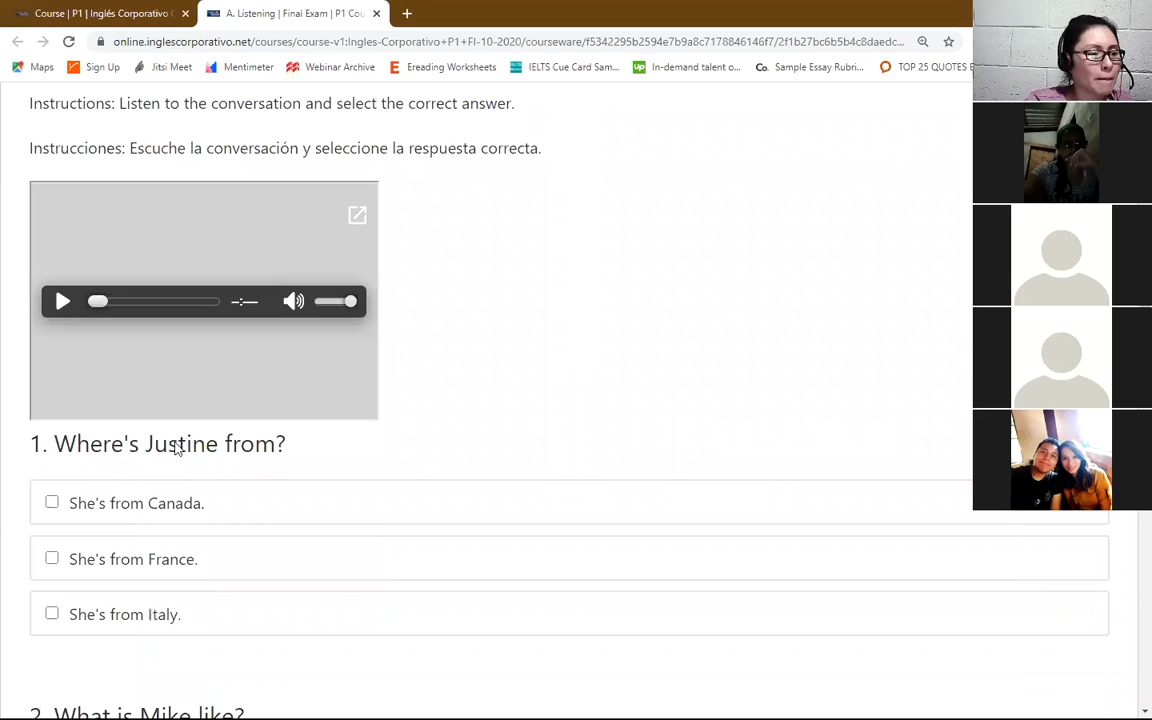 Course | P1 | Inglés Corporativo
A. Listening | Final Exam | P1 Cou
online.inglescorporativo.net/courses/course-v1:Ingles-Corporativo+P1+FI-10-2020/courseware/f5342295b2594e7b9a8c7178846146f7/2f1b27bc6b5b4c8daedc...
Maps
Sign Up
Jitsi Meet
Mentimeter
Webinar Archive
Ereading Worksheets
IELTS Cue Card Sam...
In-demand talent o...
Sample Essay Rubri...
TOP 25 QUOTES
Instructions: Listen to the conversation and select the correct answer.
Instrucciones: Escuche la conversación y seleccione la respuesta correcta.
-:--
1. Where's Justine from?
She's from Canada.
She's from France.
She's from Italy.
2. What is Mike like?